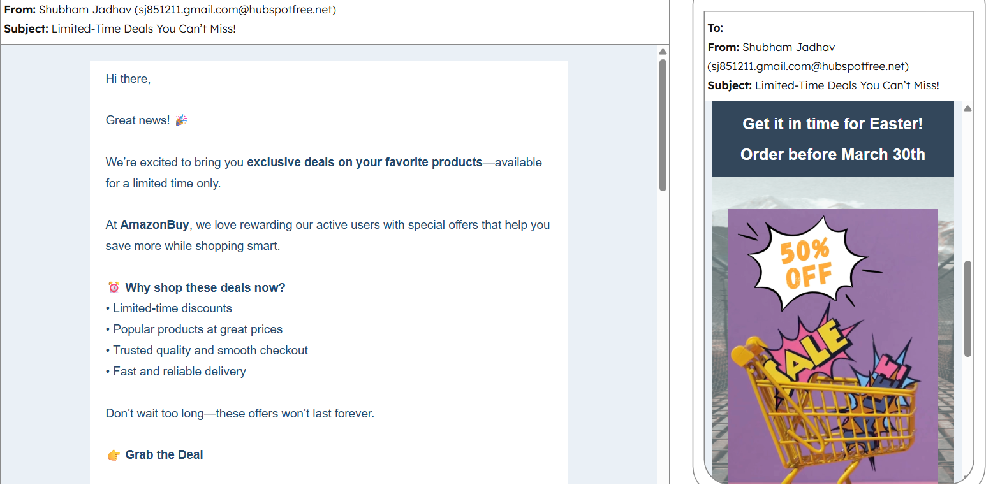 From: Shubham Jadhav (sj851211.gmail.com@hubspotfree.net)
Subject: Limited-Time Deals You Can’t Miss!
Hi there,
Great news! 🎉
We’re excited to bring you exclusive deals on your favorite products—available
for a limited time only.
At AmazonBuy, we love rewarding our active users with special offers that help you
save more while shopping smart.
⏰ Why shop these deals now?
• Limited-time discounts
• Popular products at great prices
• Trusted quality and smooth checkout
• Fast and reliable delivery
Don’t wait too long—these offers won’t last forever.
👉 Grab the Deal
To:
From: Shubham Jadhav
(sj851211.gmail.com@hubspotfree.net)
Subject: Limited-Time Deals You Can’t Miss!
Get it in time for Easter!
Order before March 30th
50%
OFF
SALE